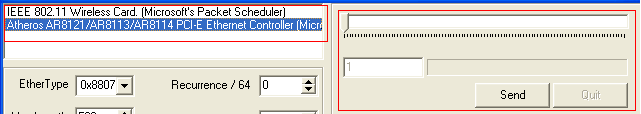 IEEE 802.11 Wireless Card. (Microsoft's Packet Scheduler)
Atheros AR8121/AR8113/AR8114 PCI-E Ethernet Controller (Micr
EtherType 0x8807 Recurrence / 64 0
1
Send Quit